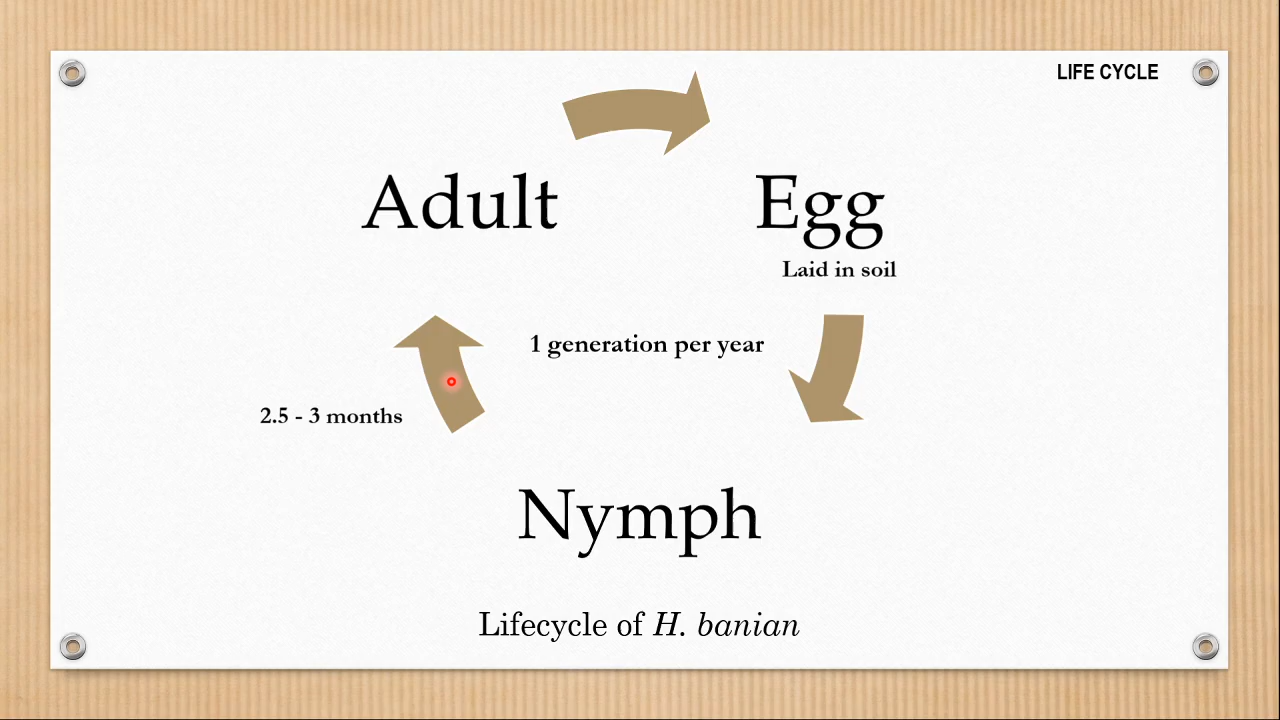 LIFE CYCLE
Adult
Egg
Laid in soil
1 generation per year
2.5 - 3 months
Nymph
Lifecycle of H. banian